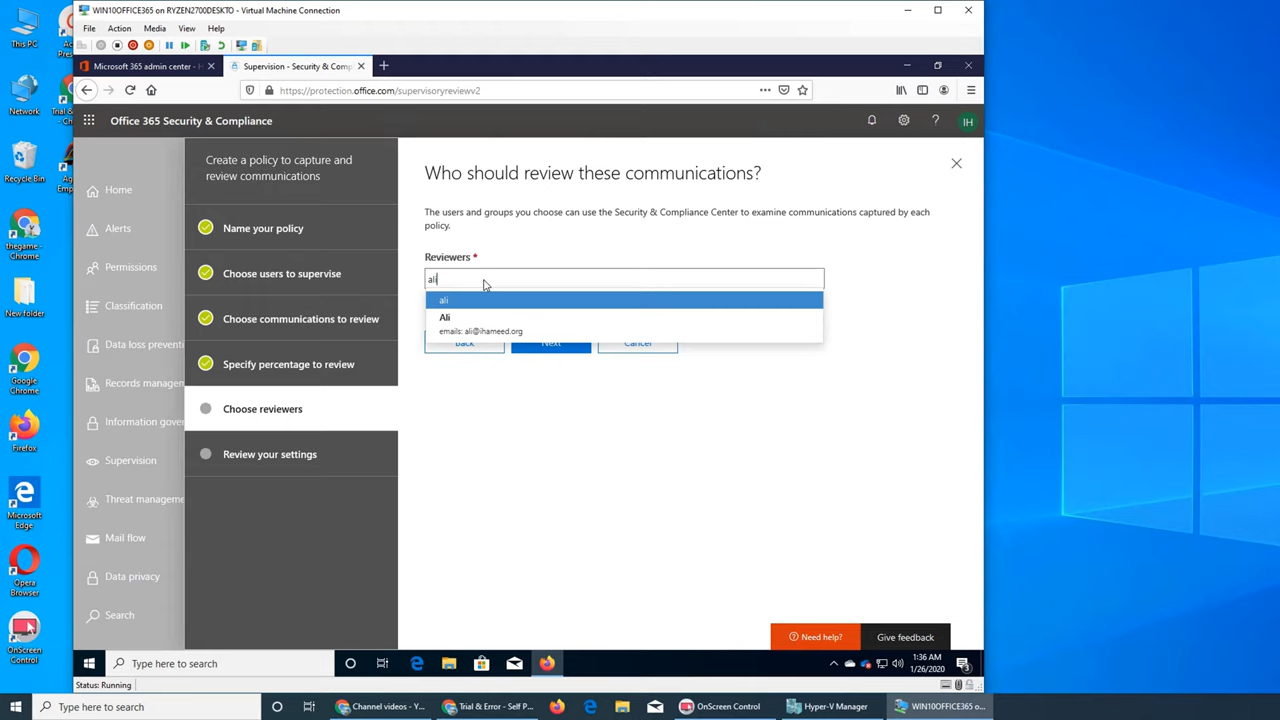 This PC
Network
Recycle Bin
thegame -
Chrome
New folder
Google
Chrome
Firefox
Microsoft
Edge
Opera
Browser
OnScreen
Control
WIN10OFFICE365 on RYZEN2700DESKTO - Virtual Machine Connection
File Action Media View Help
Microsoft 365 admin center - H
Supervision - Security & Comp
https://protection.office.com/supervisoryreviewv2
Office 365 Security & Compliance
IH
Home
Alerts
Permissions
Classification
Data loss preventi
Records managem
Information gover
Supervision
Threat manageme
Mail flow
Data privacy
Search
Create a policy to capture and
review communications
Name your policy
Choose users to supervise
Choose communications to review
Specify percentage to review
Choose reviewers
Review your settings
Who should review these communications?
The users and groups you choose can use the Security & Compliance Center to examine communications captured by each
policy.
Reviewers *
ali
ali
Ali
emails: ali@ihameed.org
Back Next Cancel
Need help?
Give feedback
Type here to search
1:36 AM
1/26/2020
Status: Running
Type here to search
Channel videos - Y...
Trial & Error - Self P...
OnScreen Control
Hyper-V Manager
WIN10OFFICE365 o...